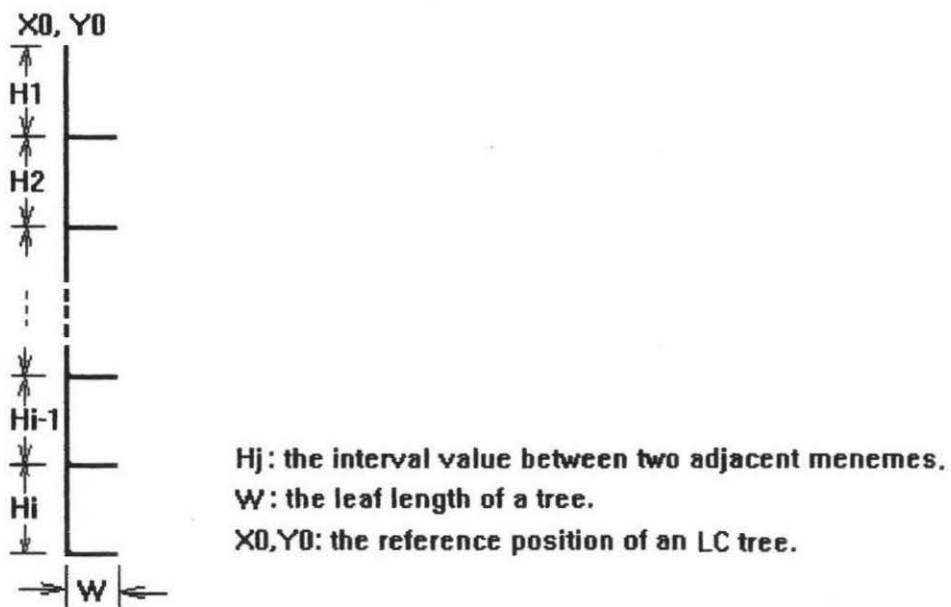 X0, Y0
H1
H2
Hi-1
Hi
W
Hj: the interval value between two adjacent menemes.
W: the leaf length of a tree.
X0,Y0: the reference position of an LC tree.